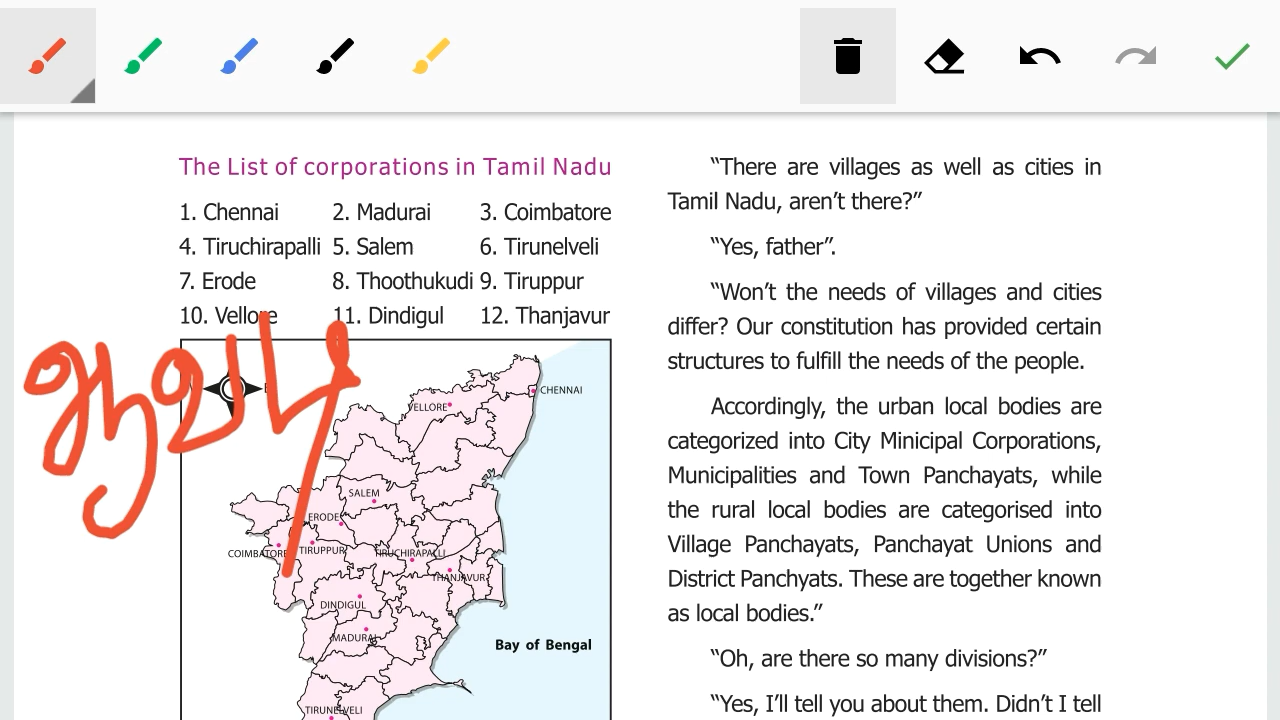 The List of corporations in Tamil Nadu
1. Chennai 2. Madurai 3. Coimbatore
4. Tiruchirapalli 5. Salem 6. Tirunelveli
7. Erode 8. Thoothukudi 9. Tiruppur
10. Vellore 11. Dindigul 12. Thanjavur
ஆவடி
CHENNAI
VELLORE
SALEM
ERODE
COIMBATORE TIRUPPUR TIRUCHIRAPALLI
THANJAVUR
DINDIGUL
MADURAI
Bay of Bengal
TIRUNELVELI
“There are villages as well as cities in
Tamil Nadu, aren’t there?”
“Yes, father”.
“Won’t the needs of villages and cities
differ? Our constitution has provided certain
structures to fulfill the needs of the people.
Accordingly, the urban local bodies are
categorized into City Minicipal Corporations,
Municipalities and Town Panchayats, while
the rural local bodies are categorised into
Village Panchayats, Panchayat Unions and
District Panchyats. These are together known
as local bodies.”
“Oh, are there so many divisions?”
“Yes, I’ll tell you about them. Didn’t I tell